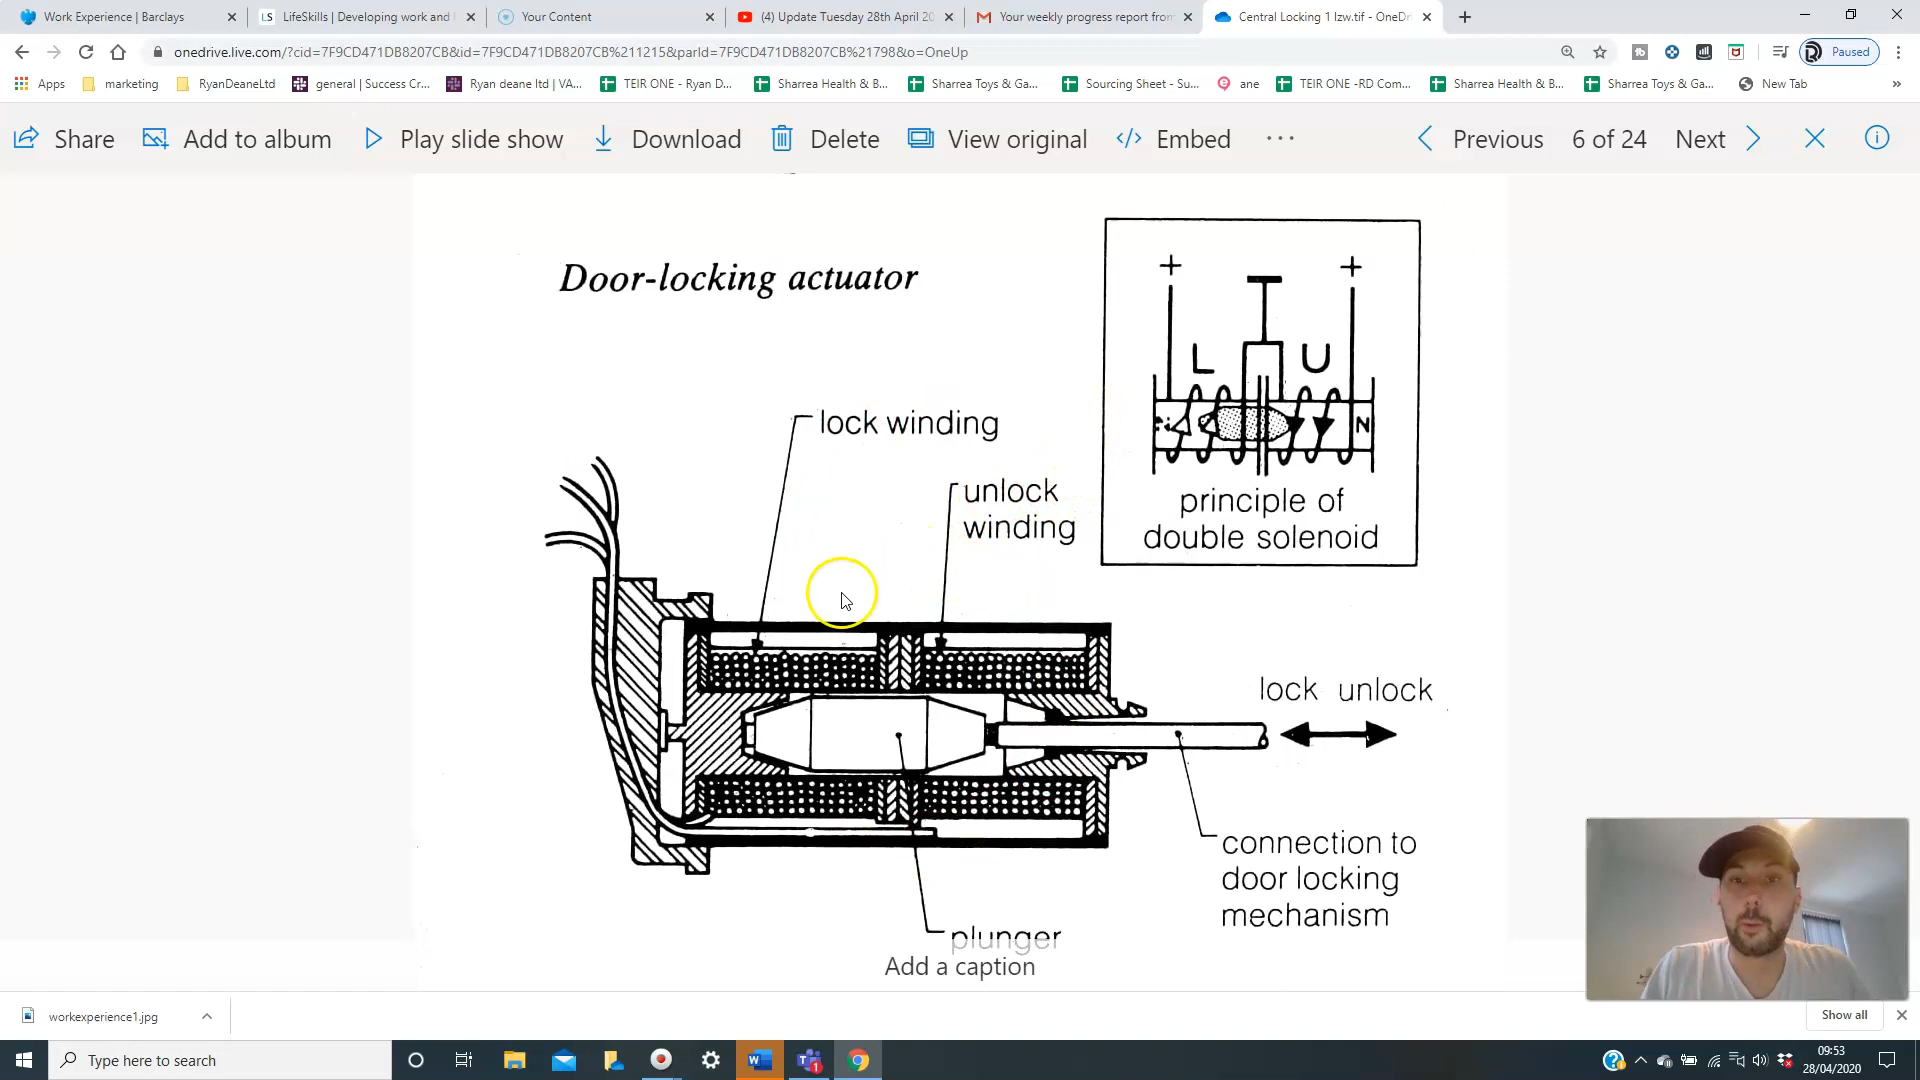 Work Experience | Barclays
LifeSkills | Developing work and
Your Content
(4) Update Tuesday 28th April 20
Your weekly progress report from
Central Locking 1 lzw.tif - OneDr
onedrive.live.com/?cid=7F9CD471DB8207CB&id=7F9CD471DB8207CB%211215&parId=7F9CD471DB8207CB%21798&o=OneUp
Paused
Apps
marketing
RyanDeaneLtd
general | Success Cr...
Ryan deane ltd | VA...
TEIR ONE - Ryan D...
Sharrea Health & B...
Sharrea Toys & Ga...
Sourcing Sheet - Su...
ane
TEIR ONE -RD Com...
Sharrea Health & B...
Sharrea Toys & Ga...
New Tab
Share
Add to album
Play slide show
Download
Delete
View original
Embed
Previous
6 of 24
Next
Door-locking actuator
+ +
L U
N
principle of
double solenoid
lock winding
unlock
winding
lock unlock
connection to
door locking
mechanism
plunger
Add a caption
workexperience1.jpg
Show all
Type here to search
09:53
28/04/2020